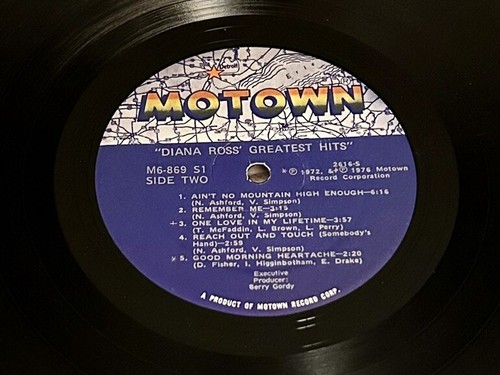 Detroit
MOTOWN
"DIANA ROSS' GREATEST HITS"
M6-869 S1
SIDE TWO
2616-S
*Ⓟ 1972, &+Ⓟ 1976 Motown
Record Corporation
1. AIN'T NO MOUNTAIN HIGH ENOUGH—6:16
(N. Ashford, V. Simpson)
2. REMEMBER ME—3:15
(N. Ashford, V. Simpson)
+3. ONE LOVE IN MY LIFETIME—3:57
(T. McFaddin, L. Brown, L. Perry)
4. REACH OUT AND TOUCH (Somebody's
Hand)—2:59
(N. Ashford, V. Simpson)
*5. GOOD MORNING HEARTACHE—2:20
(D. Fisher, I. Higginbotham, E. Drake)
Executive
Producer:
Berry Gordy
A PRODUCT OF MOTOWN RECORD CORP.